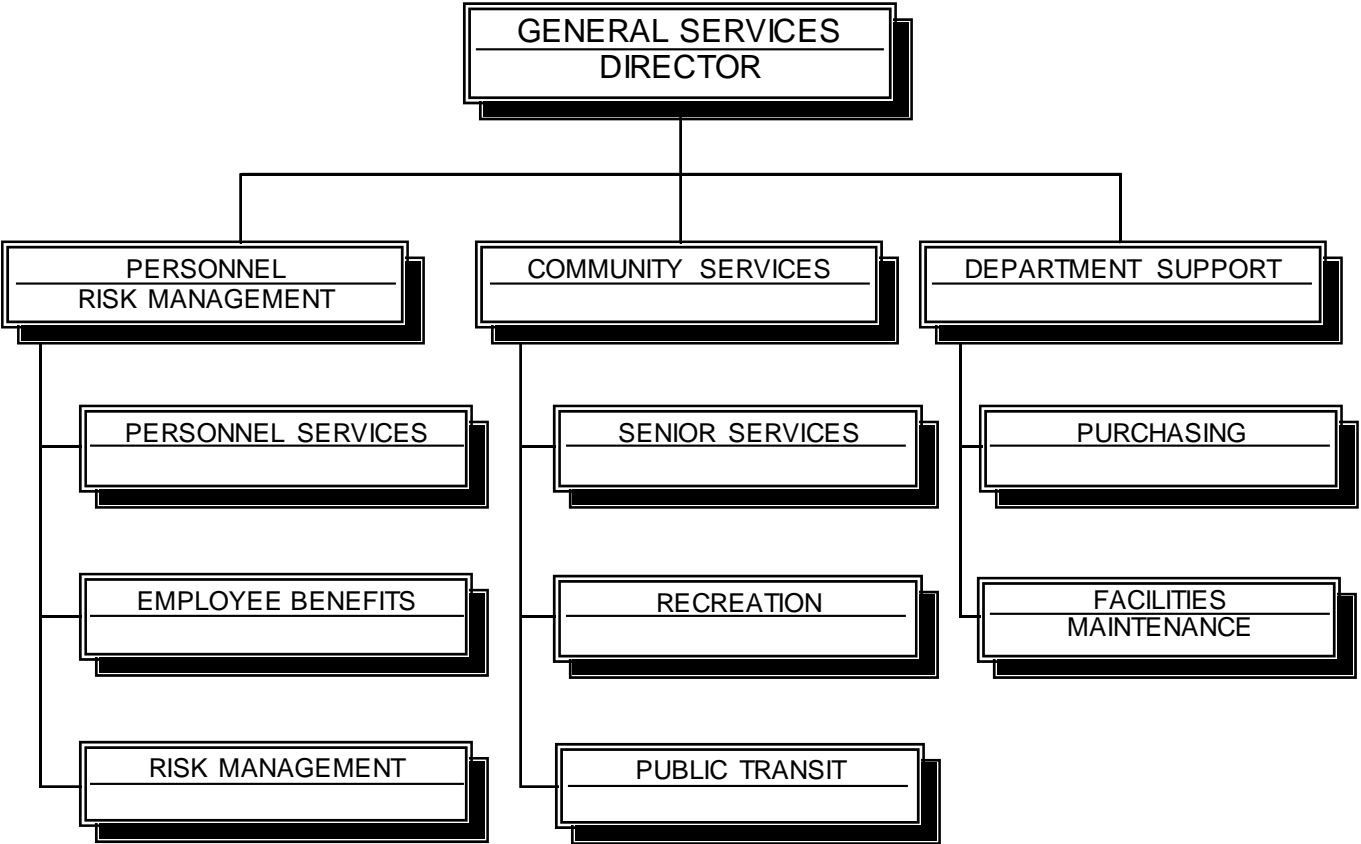 GENERAL SERVICES
DIRECTOR
PERSONNEL
RISK MANAGEMENT
COMMUNITY SERVICES
DEPARTMENT SUPPORT
PERSONNEL SERVICES
SENIOR SERVICES
PURCHASING
EMPLOYEE BENEFITS
RECREATION
FACILITIES
MAINTENANCE
RISK MANAGEMENT
PUBLIC TRANSIT